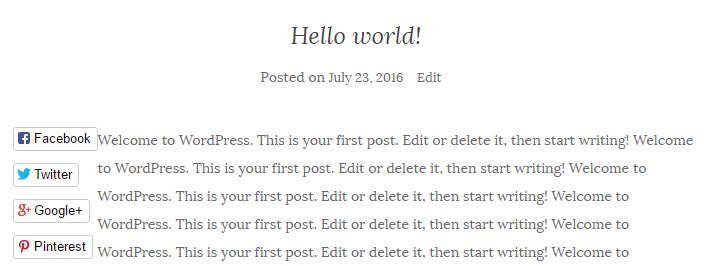 Hello world!
Posted on July 23, 2016 Edit
Facebook
Twitter
Google+
Pinterest
Welcome to WordPress. This is your first post. Edit or delete it, then start writing! Welcome
to WordPress. This is your first post. Edit or delete it, then start writing! Welcome to
WordPress. This is your first post. Edit or delete it, then start writing! Welcome to
WordPress. This is your first post. Edit or delete it, then start writing! Welcome to
WordPress. This is your first post. Edit or delete it, then start writing! Welcome to